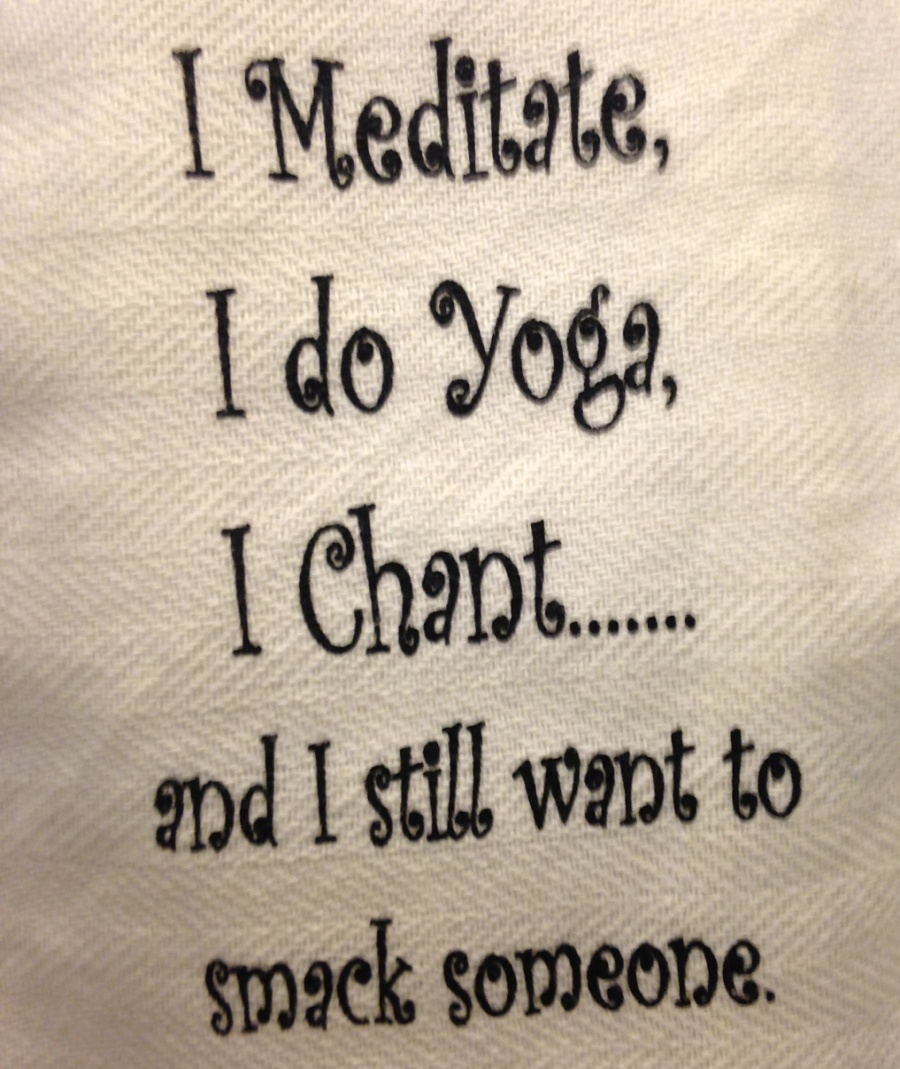 I Meditate,
I do Yoga,
I Chant.......
and I still want to
smack someone.